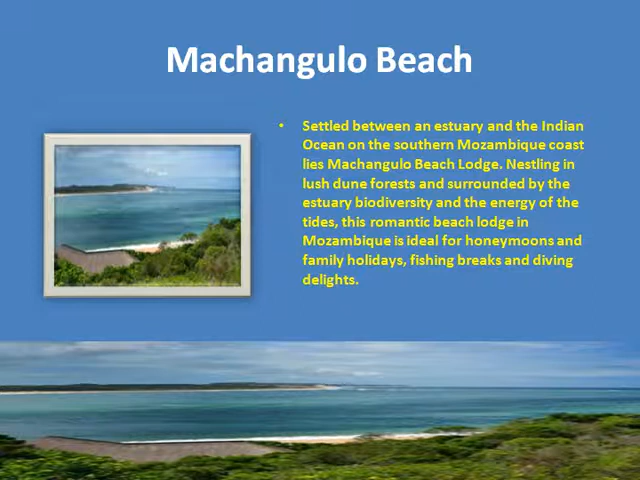 Machangulo Beach
• Settled between an estuary and the Indian
Ocean on the southern Mozambique coast
lies Machangulo Beach Lodge. Nestling in
lush dune forests and surrounded by the
estuary biodiversity and the energy of the
tides, this romantic beach lodge in
Mozambique is ideal for honeymoons and
family holidays, fishing breaks and diving
delights.